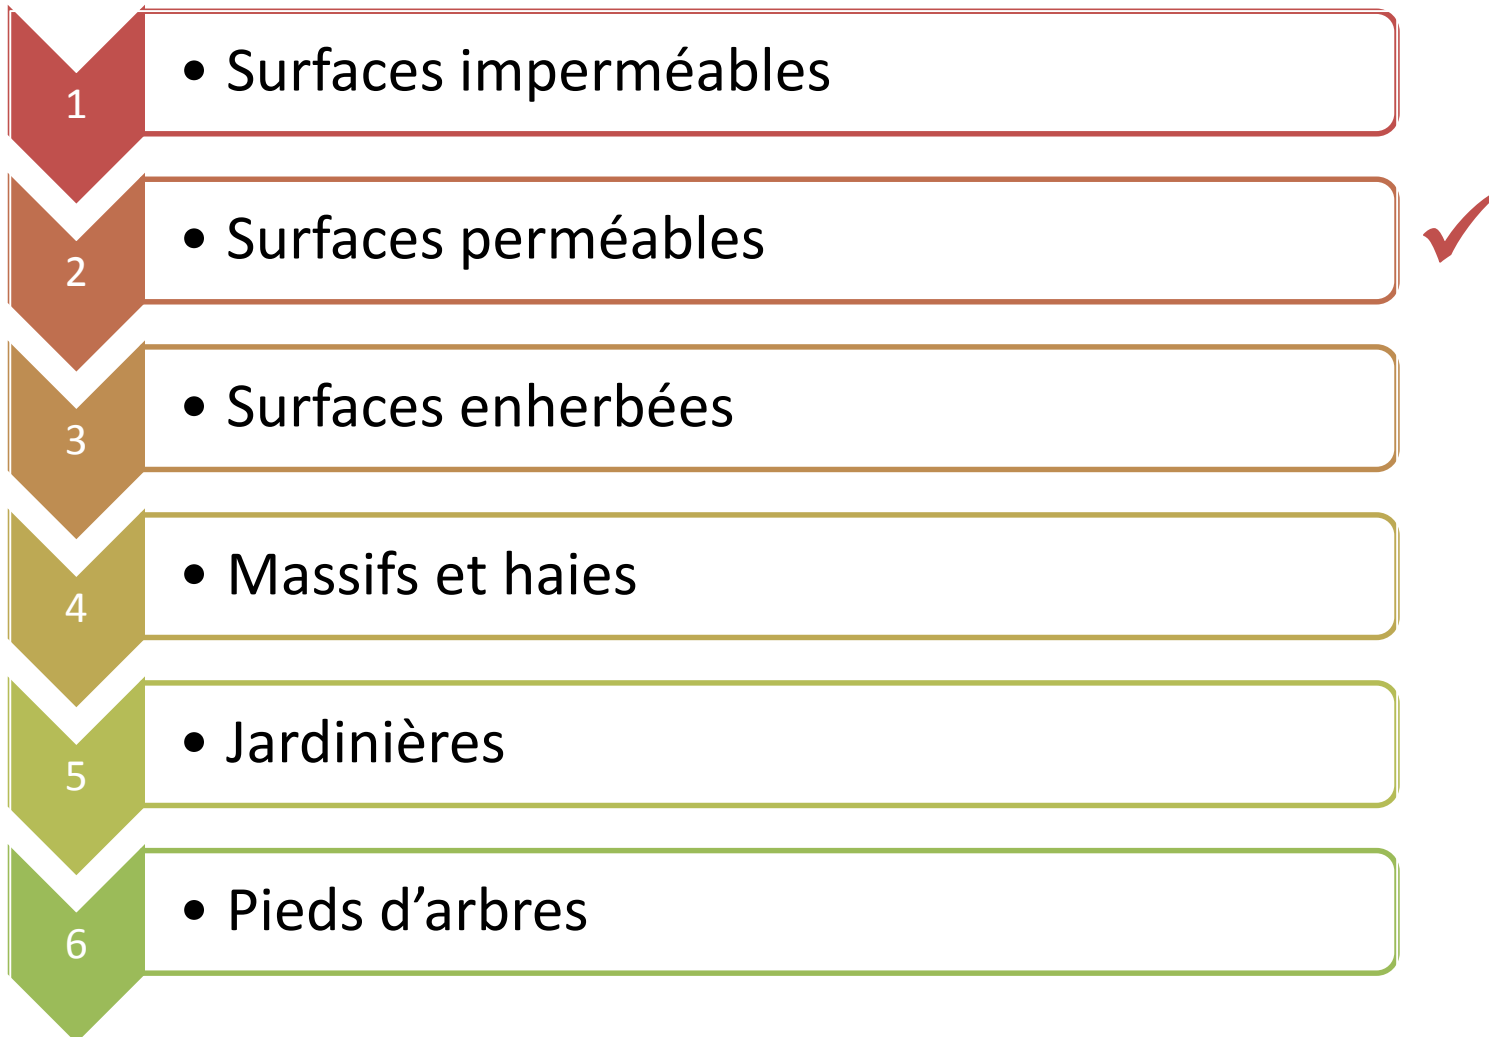 1
• Surfaces imperméables
2
• Surfaces perméables
3
• Surfaces enherbées
4
• Massifs et haies
5
• Jardinières
6
• Pieds d’arbres